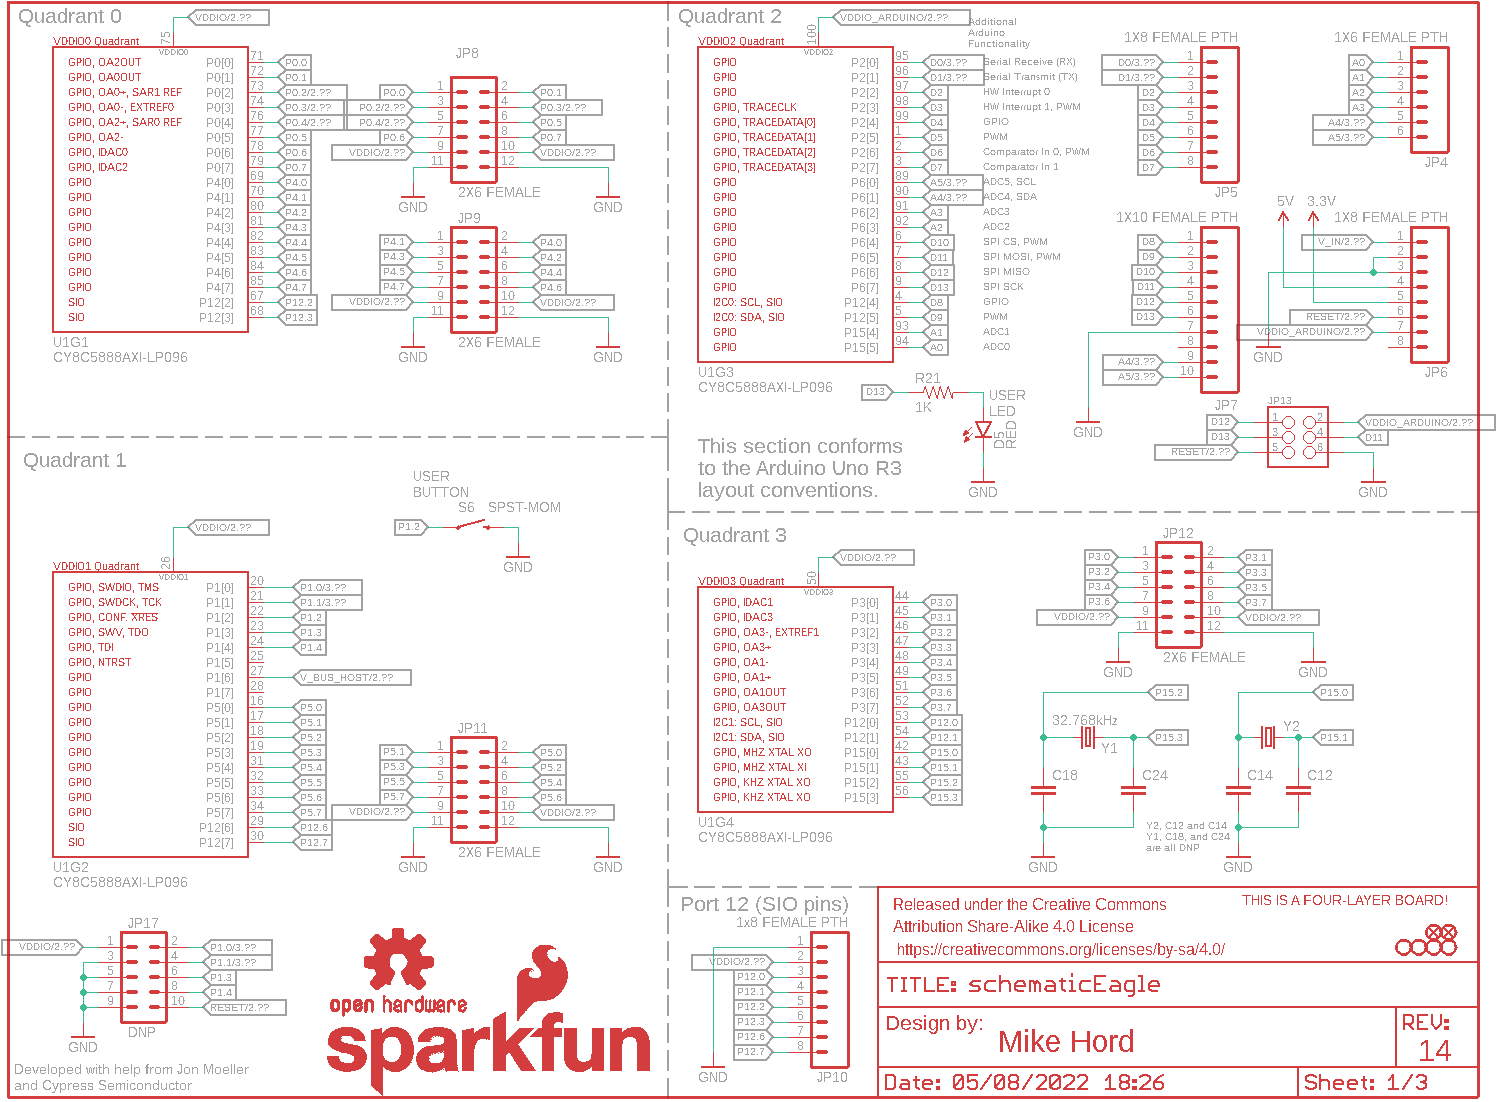 Quadrant 0
VDDIO/2.??
75
VDDIO0
VDDIO0 Quadrant
GPIO, OA2OUT P0[0] 71 P0.0
GPIO, OA0OUT P0[1] 72 P0.1
GPIO, OA0+, SAR1 REF P0[2] 73 P0.2/2.??
GPIO, OA0-, EXTREF0 P0[3] 74 P0.3/2.??
GPIO, OA2+, SAR0 REF P0[4] 76 P0.4/2.??
GPIO, OA2- P0[5] 77 P0.5
GPIO, IDAC0 P0[6] 78 P0.6
GPIO, IDAC2 P0[7] 79 P0.7
GPIO P4[0] 69 P4.0
GPIO P4[1] 70 P4.1
GPIO P4[2] 80 P4.2
GPIO P4[3] 81 P4.3
GPIO P4[4] 82 P4.4
GPIO P4[5] 83 P4.5
GPIO P4[6] 84 P4.6
GPIO P4[7] 85 P4.7
SIO P12[2] 67 P12.2
SIO P12[3] 68 P12.3
U1G1
CY8C5888AXI-LP096
JP8
P0.0 1 2 P0.1
P0.2/2.?? 3 4 P0.3/2.??
P0.4/2.?? 5 6 P0.5
P0.6 7 8 P0.7
VDDIO/2.?? 9 10 VDDIO/2.??
11 12
2X6 FEMALE
GND GND
JP9
P4.1 1 2 P4.0
P4.3 3 4 P4.2
P4.5 5 6 P4.4
P4.7 7 8 P4.6
VDDIO/2.?? 9 10 VDDIO/2.??
11 12
2X6 FEMALE
GND GND
Quadrant 2
VDDIO_ARDUINO/2.??
100
VDDIO2
Additional
Arduino
Functionality
VDDIO2 Quadrant
GPIO P2[0] 95 D0/3.?? Serial Receive (RX)
GPIO P2[1] 96 D1/3.?? Serial Transmit (TX)
GPIO P2[2] 97 D2 HW Interrupt 0
GPIO, TRACECLK P2[3] 98 D3 HW Interrupt 1, PWM
GPIO, TRACEDATA[0] P2[4] 99 D4 GPIO
GPIO, TRACEDATA[1] P2[5] 1 D5 PWM
GPIO, TRACEDATA[2] P2[6] 2 D6 Comparator In 0, PWM
GPIO, TRACEDATA[3] P2[7] 3 D7 Comparator In 1
GPIO P6[0] 89 A5/3.?? ADC5, SCL
GPIO P6[1] 90 A4/3.?? ADC4, SDA
GPIO P6[2] 91 A3 ADC3
GPIO P6[3] 92 A2 ADC2
GPIO P6[4] 6 D10 SPI CS, PWM
GPIO P6[5] 7 D11 SPI MOSI, PWM
GPIO P6[6] 8 D12 SPI MISO
GPIO P6[7] 9 D13 SPI SCK
I2C0: SCL, SIO P12[4] 4 D8 GPIO
I2C0: SDA, SIO P12[5] 5 D9 PWM
GPIO P15[4] 93 A1 ADC1
GPIO P15[5] 94 A0 ADC0
U1G3
CY8C5888AXI-LP096
D13
R21
1K
USER
LED
D5
RED
GND
This section conforms
to the Arduino Uno R3
layout conventions.
1X8 FEMALE PTH
D0/3.?? 1
D1/3.?? 2
D2 3
D3 4
D4 5
D5 6
D6 7
D7 8
JP5
1X6 FEMALE PTH
A0 1
A1 2
A2 3
A3 4
A4/3.?? 5
A5/3.?? 6
JP4
1X10 FEMALE PTH
D8 1
D9 2
D10 3
D11 4
D12 5
D13 6
7
8
A4/3.?? 9
A5/3.?? 10
JP7
GND
5V 3.3V
1X8 FEMALE PTH
V_IN/2.?? 1
2
3
4
5
RESET/2.?? 6
VDDIO_ARDUINO/2.?? 7
8
GND
JP6
JP13
D12 1 2 VDDIO_ARDUINO/2.??
D13 3 4 D11
RESET/2.?? 5 6
GND
Quadrant 1
USER
BUTTON
S6 SPST-MOM
P1.2
GND
VDDIO/2.??
26
VDDIO1
VDDIO1 Quadrant
GPIO, SWDIO, TMS P1[0] 20 P1.0/3.??
GPIO, SWDCK, TCK P1[1] 21 P1.1/3.??
GPIO, CONF. XRES P1[2] 22 P1.2
GPIO, SWV, TDO P1[3] 23 P1.3
GPIO, TDI P1[4] 24 P1.4
GPIO, NTRST P1[5] 25
GPIO P1[6] 27 V_BUS_HOST/2.??
GPIO P1[7] 28
GPIO P5[0] 16 P5.0
GPIO P5[1] 17 P5.1
GPIO P5[2] 18 P5.2
GPIO P5[3] 19 P5.3
GPIO P5[4] 31 P5.4
GPIO P5[5] 32 P5.5
GPIO P5[6] 33 P5.6
GPIO P5[7] 34 P5.7
SIO P12[6] 29 P12.6
SIO P12[7] 30 P12.7
U1G2
CY8C5888AXI-LP096
JP11
P5.1 1 2 P5.0
P5.3 3 4 P5.2
P5.5 5 6 P5.4
P5.7 7 8 P5.6
VDDIO/2.?? 9 10 VDDIO/2.??
11 12
2X6 FEMALE
GND GND
JP17
VDDIO/2.?? 1 2 P1.0/3.??
3 4 P1.1/3.??
5 6 P1.3
7 8 P1.4
9 10 RESET/2.??
DNP
GND
Developed with help from Jon Moeller
and Cypress Semiconductor
open hardware
sparkfun
Quadrant 3
VDDIO/2.??
50
VDDIO3
VDDIO3 Quadrant
GPIO, IDAC1 P3[0] 44 P3.0
GPIO, IDAC3 P3[1] 45 P3.1
GPIO, OA3-, EXTREF1 P3[2] 46 P3.2
GPIO, OA3+ P3[3] 47 P3.3
GPIO, OA1- P3[4] 48 P3.4
GPIO, OA1+ P3[5] 49 P3.5
GPIO, OA1OUT P3[6] 51 P3.6
GPIO, OA3OUT P3[7] 52 P3.7
I2C1: SCL, SIO P12[0] 53 P12.0
I2C1: SDA, SIO P12[1] 54 P12.1
GPIO, MHZ XTAL XO P15[0] 42 P15.0
GPIO, MHZ XTAL XI P15[1] 43 P15.1
GPIO, KHZ XTAL XO P15[2] 55 P15.2
GPIO, KHZ XTAL XO P15[3] 56 P15.3
U1G4
CY8C5888AXI-LP096
JP12
P3.0 1 2 P3.1
P3.2 3 4 P3.3
P3.4 5 6 P3.5
P3.6 7 8 P3.7
VDDIO/2.?? 9 10 VDDIO/2.??
11 12
2X6 FEMALE
GND GND
P15.2 P15.0
32.768kHz
Y1 P15.3
Y2 P15.1
C18 C24 C14 C12
Y2, C12 and C14
Y1, C18, and C24
are all DNP
GND GND
Port 12 (SIO pins)
1x8 FEMALE PTH
1
VDDIO/2.?? 2
P12.0 3
P12.1 4
P12.2 5
P12.3 6
P12.6 7
P12.7 8
GND
JP10
Released under the Creative Commons
Attribution Share-Alike 4.0 License
https://creativecommons.org/licenses/by-sa/4.0/
THIS IS A FOUR-LAYER BOARD!
TITLE: schematicEagle
Design by: Mike Hord
REV:
14
Date: 05/08/2022 18:26
Sheet: 1/3